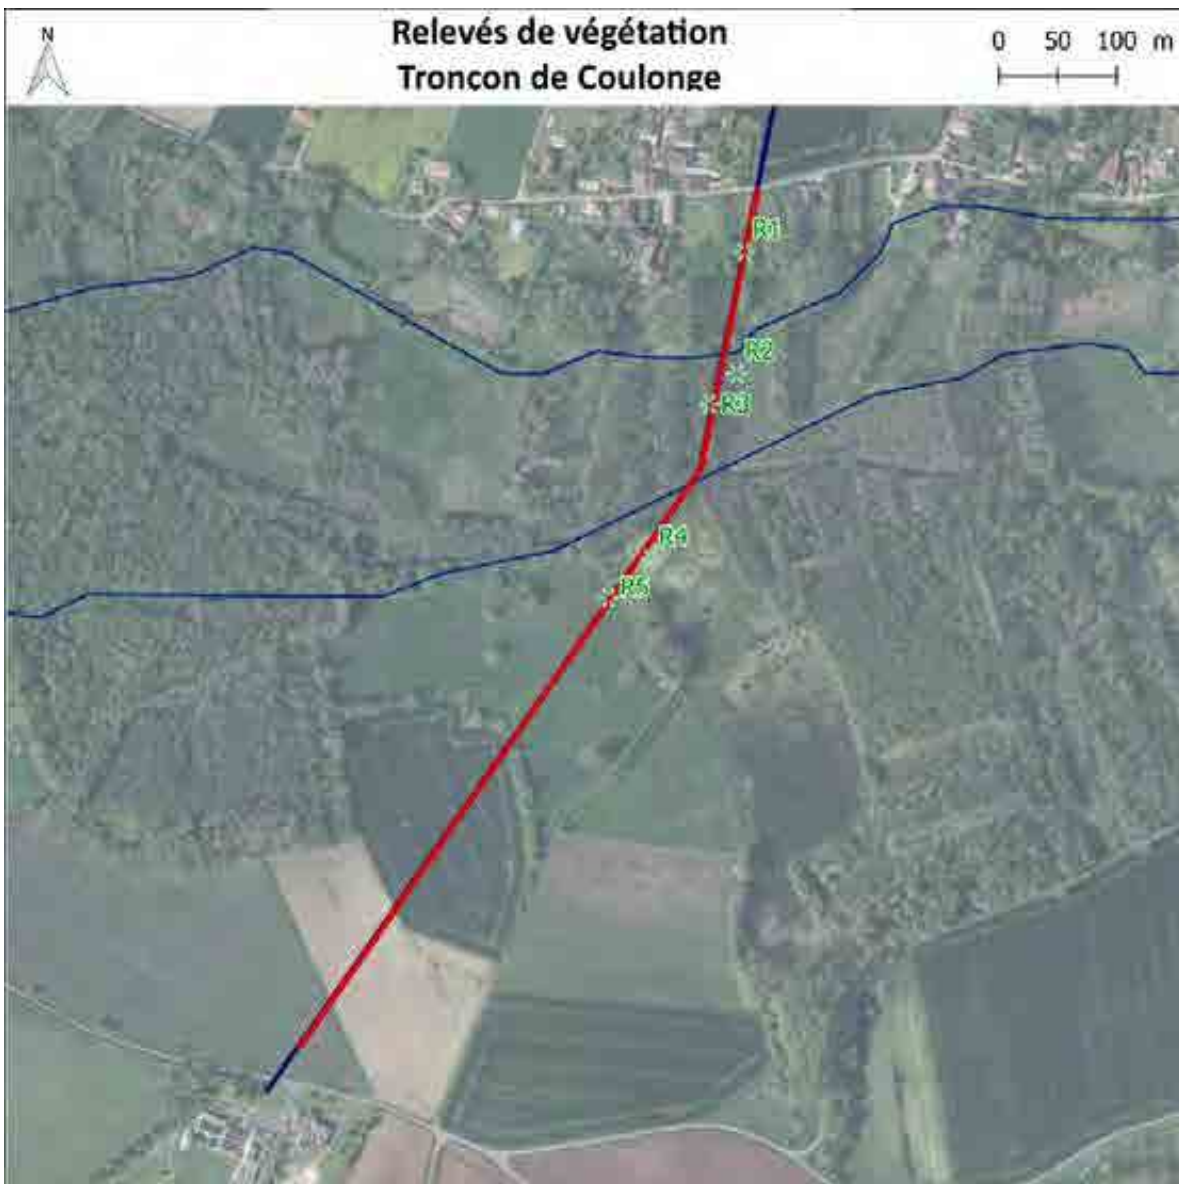 N
Relevés de végétation
Tronçon de Coulonge
0 50 100 m
R1
R2
R3
R4
R5